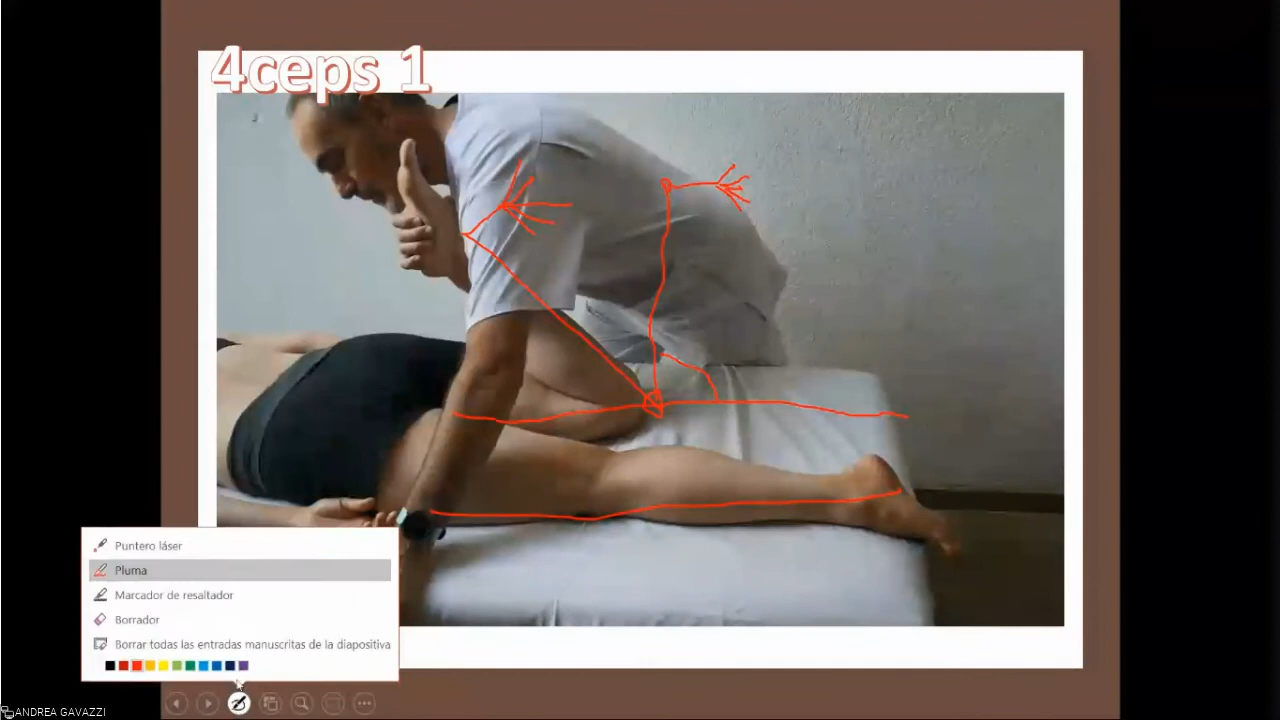 4ceps 1
Puntero láser
Pluma
Marcador de resaltador
Borrador
Borrar todas las entradas manuscritas de la diapositiva
ANDREA GAVAZZI